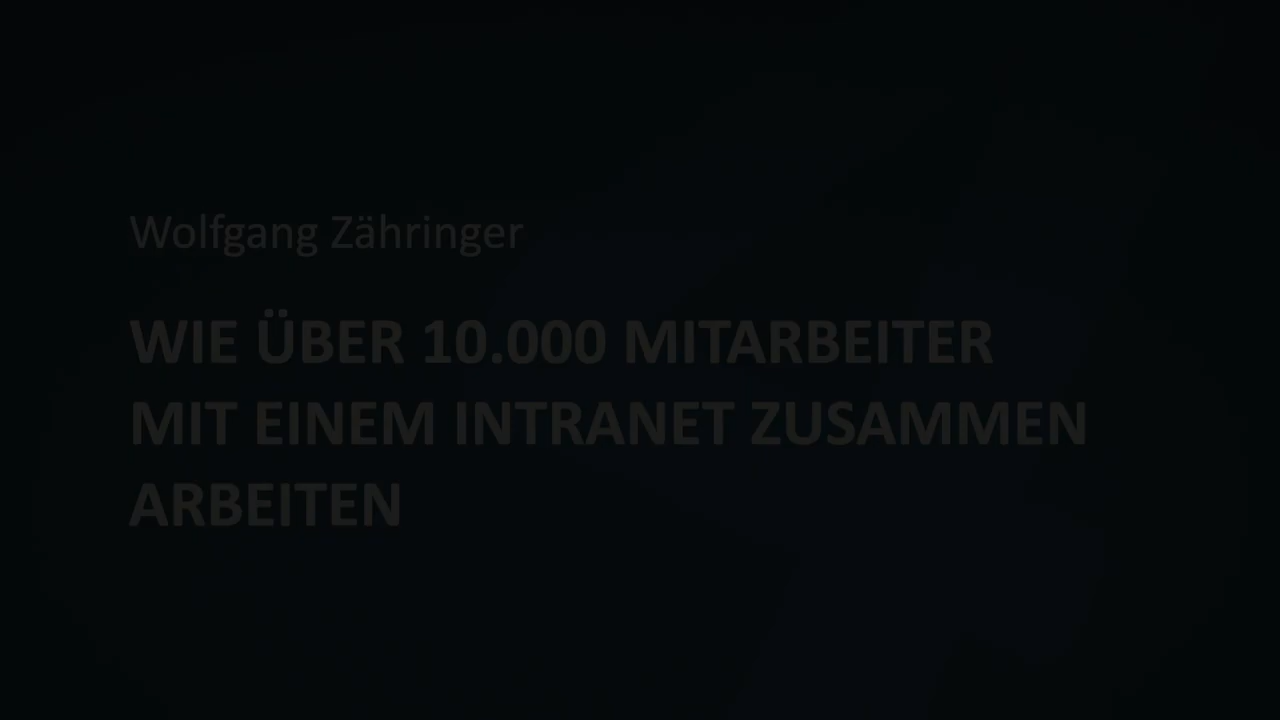 Wolfgang Zähringer
WIE ÜBER 10.000 MITARBEITER
MIT EINEM INTRANET ZUSAMMEN
ARBEITEN